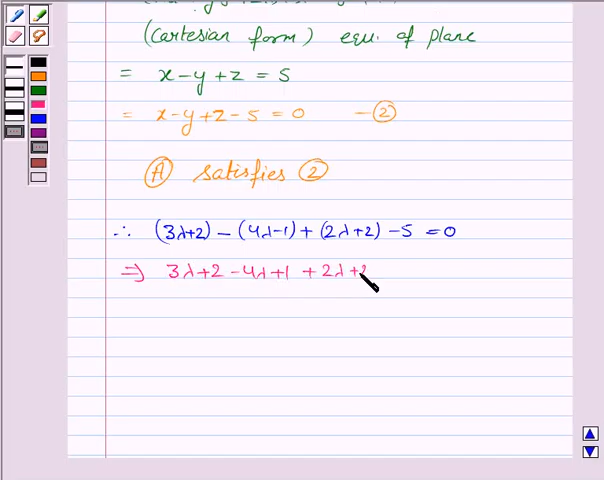 (Cartesian form) equ. of plane
= x-y+z = 5
= x-y+z-5=0 -②
Ⓐ satisfies ②
∴ (3λ+2) - (4λ-1) + (2λ+2) -5 =0
⇒ 3λ+2 -4λ+1 +2λ+2